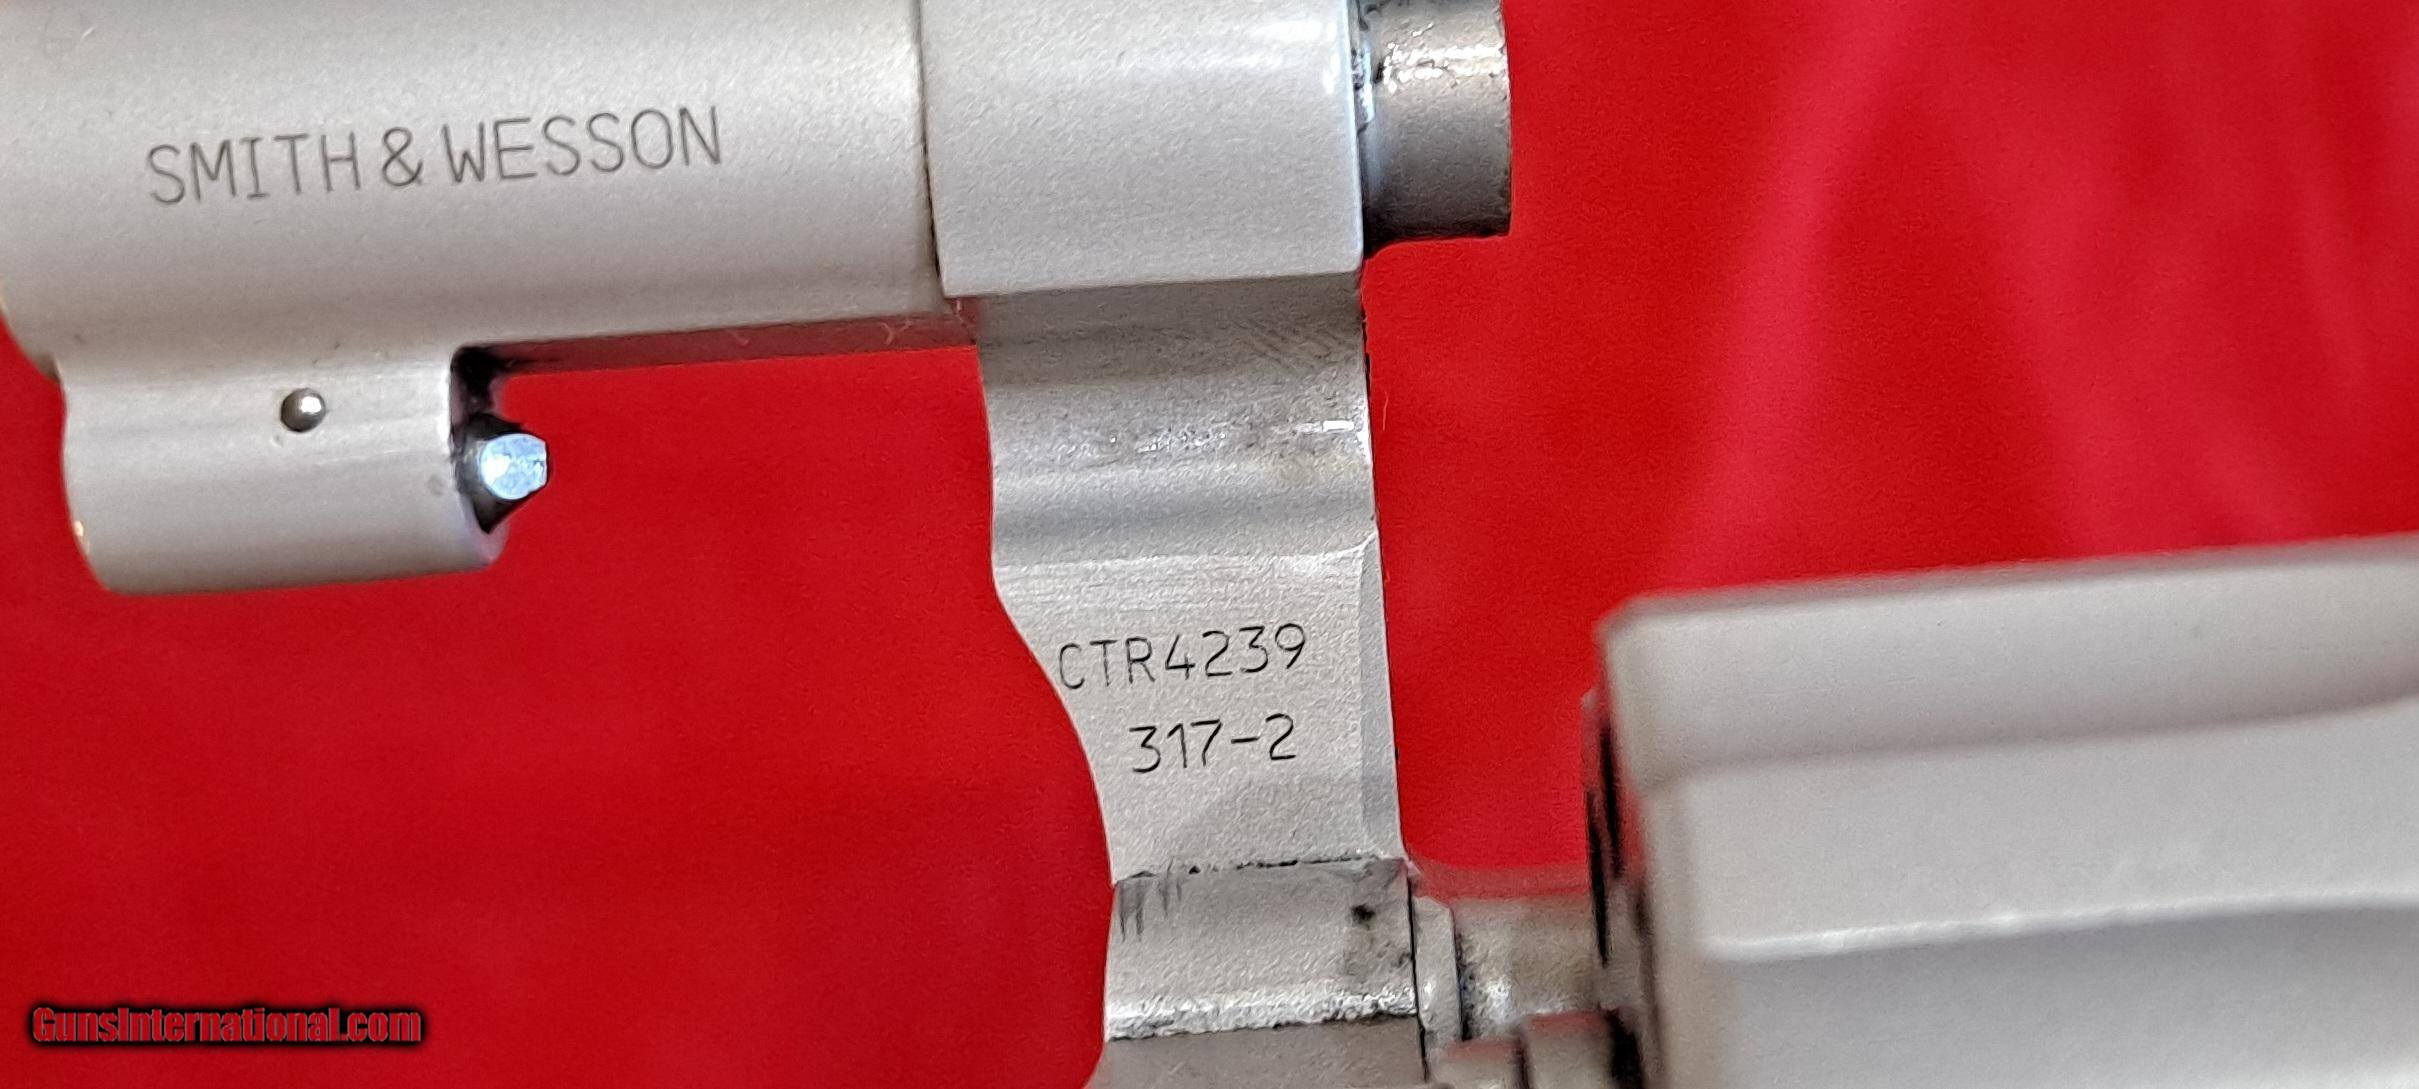 SMITH & WESSON
CTR4239
317-2
GunsInternational.com